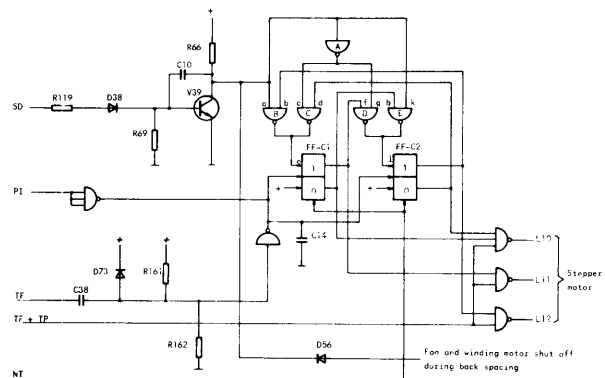 +
R66
C10
A
V39
SD
R119
D38
a
b
c
d
f
g
h
k
B
C
D
E
R69
FF-C1
FF-C2
1
1
+
0
+
0
PI
C14
D73
+
+
R161
L10
L11
L12
Stepper
motor
TF
C38
TF + TP
R162
D56
Fan and winding motor shut off
during back spacing
NT